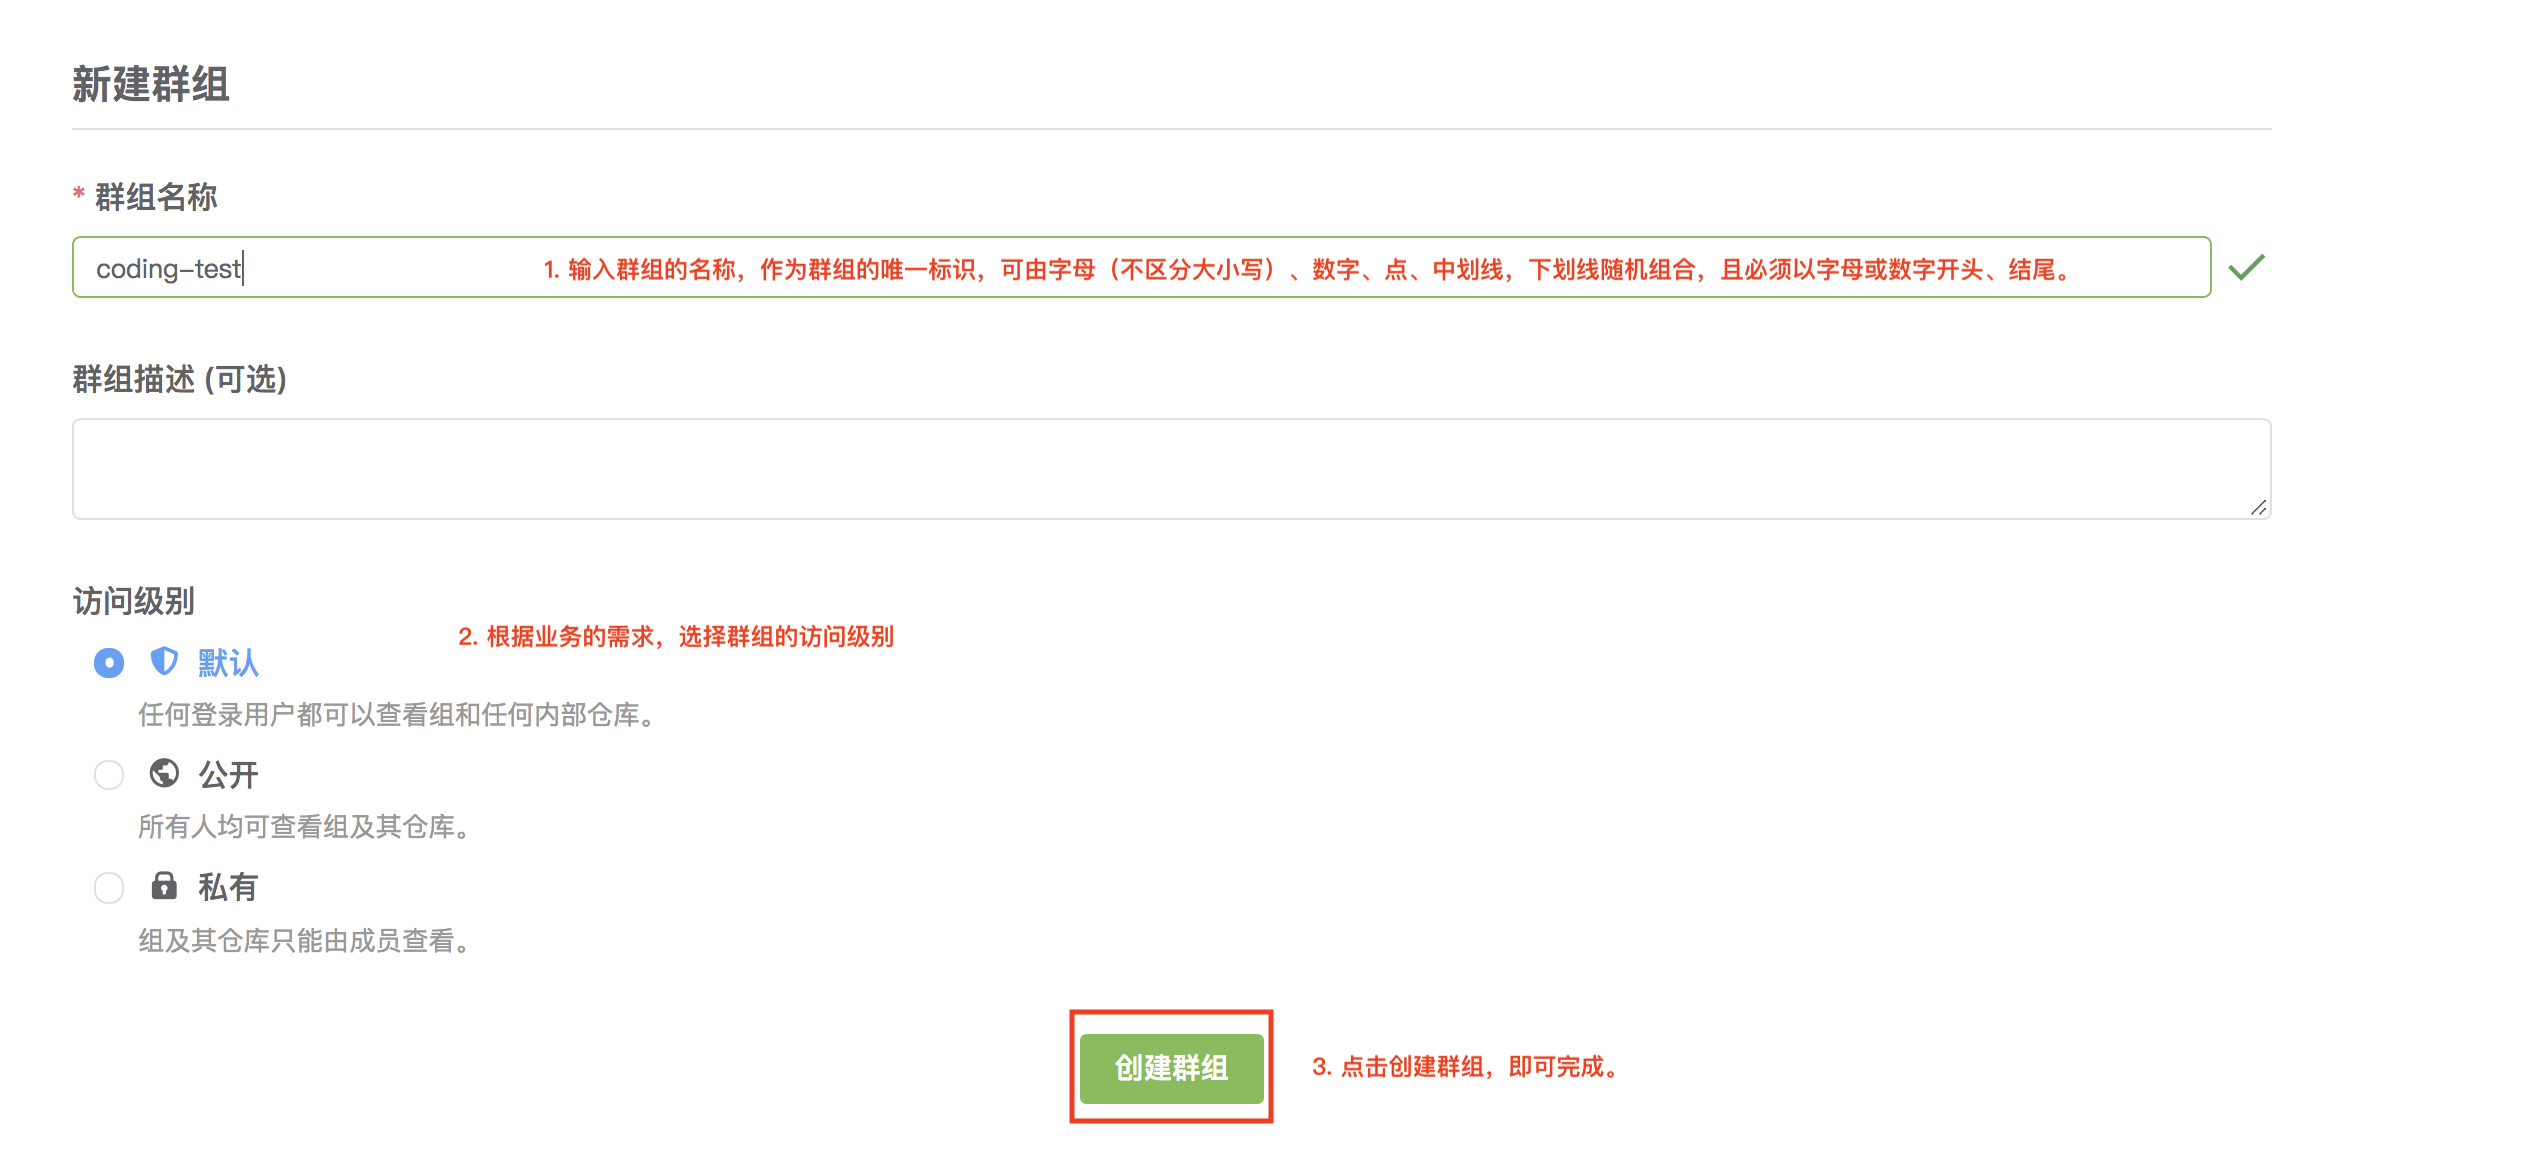 新建群组
* 群组名称
coding-test 1. 输入群组的名称，作为群组的唯一标识，可由字母（不区分大小写）、数字、点、中划线，下划线随机组合，且必须以字母或数字开头、结尾。
群组描述 (可选)
访问级别
2. 根据业务的需求，选择群组的访问级别
默认
任何登录用户都可以查看组和任何内部仓库。
公开
所有人均可查看组及其仓库。
私有
组及其仓库只能由成员查看。
创建群组 3. 点击创建群组，即可完成。